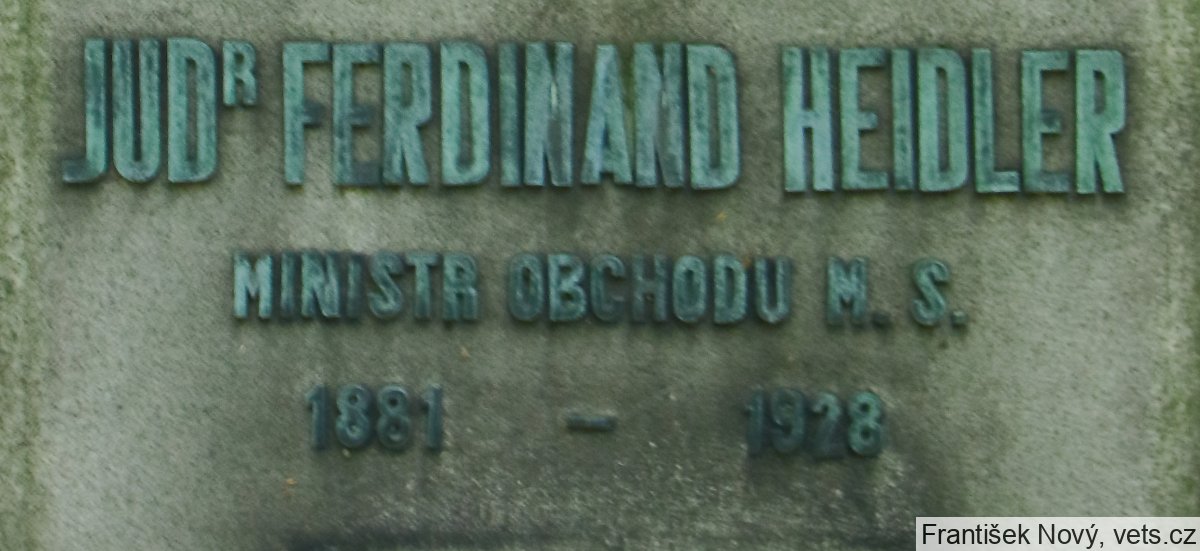 JUDR FERDINAND HEIDLER
MINISTR OBCHODU M. S.
1881 – 1928
František Nový, vets.cz